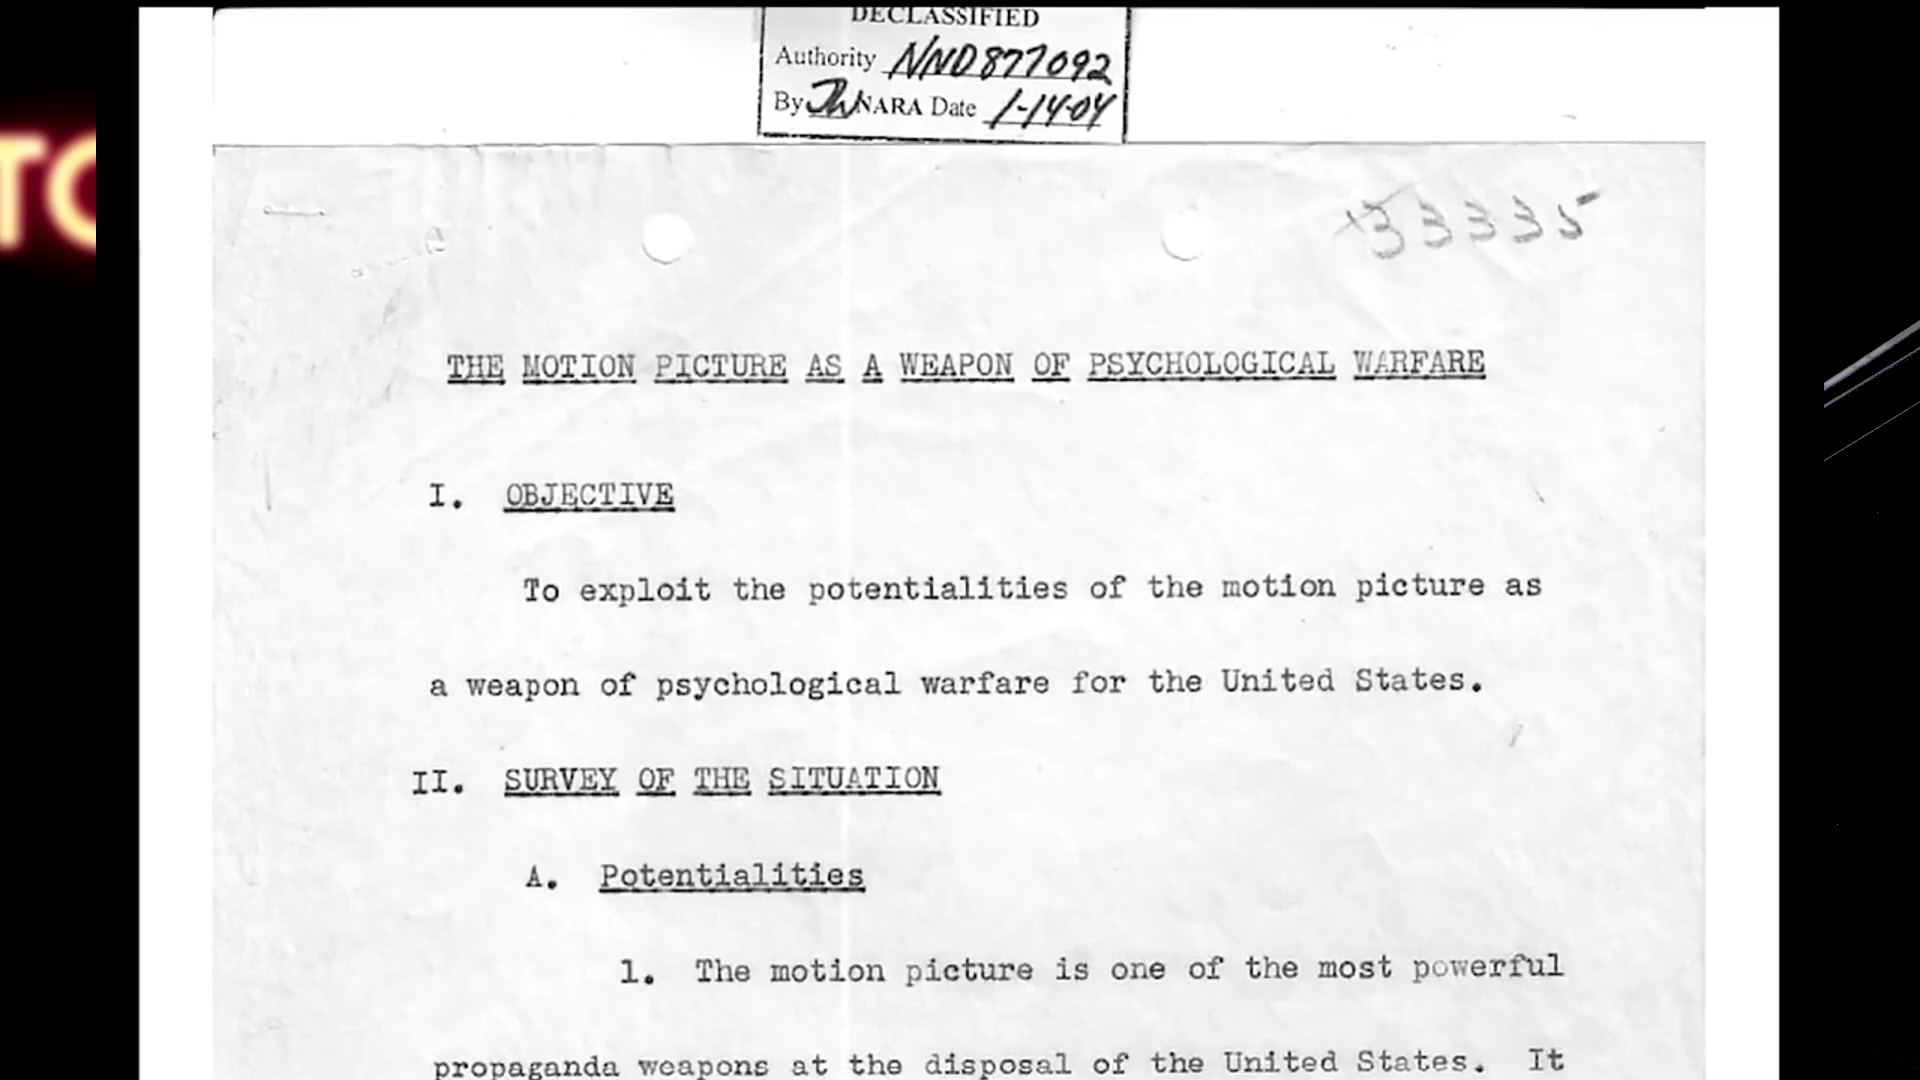 DECLASSIFIED
Authority NND877092
By JW NARA Date 1-14-04
33335
THE MOTION PICTURE AS A WEAPON OF PSYCHOLOGICAL WARFARE
I. OBJECTIVE
To exploit the potentialities of the motion picture as
a weapon of psychological warfare for the United States.
II. SURVEY OF THE SITUATION
A. Potentialities
1. The motion picture is one of the most powerful
propaganda weapons at the disposal of the United States. It
TO